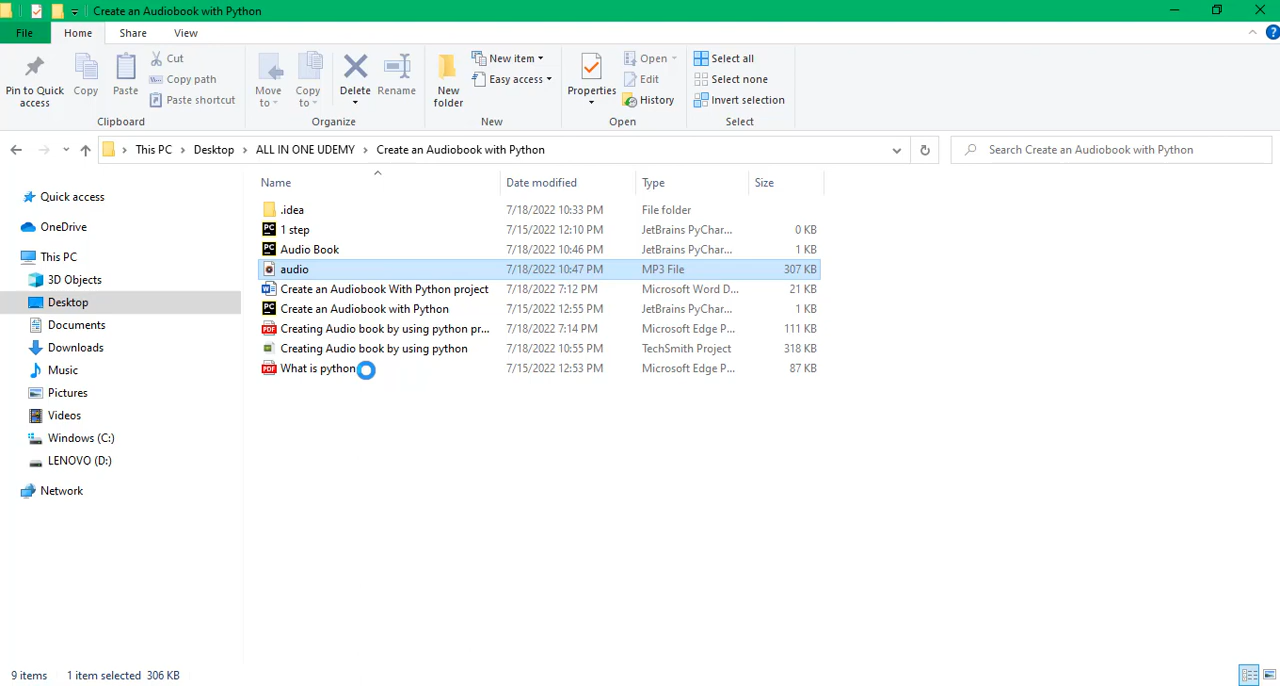 Create an Audiobook with Python
File Home Share View
Pin to Quick access
Copy
Paste
Cut
Copy path
Paste shortcut
Clipboard
Move to
Copy to
Delete
Rename
Organize
New folder
New item
Easy access
New
Properties
Open
Edit
History
Open
Select all
Select none
Invert selection
Select
This PC > Desktop > ALL IN ONE UDEMY > Create an Audiobook with Python
Search Create an Audiobook with Python
Quick access
OneDrive
This PC
3D Objects
Desktop
Documents
Downloads
Music
Pictures
Videos
Windows (C:)
LENOVO (D:)
Network
Name Date modified Type Size
.idea 7/18/2022 10:33 PM File folder
PC 1 step 7/15/2022 12:10 PM JetBrains PyChar... 0 KB
PC Audio Book 7/18/2022 10:46 PM JetBrains PyChar... 1 KB
audio 7/18/2022 10:47 PM MP3 File 307 KB
Create an Audiobook With Python project 7/18/2022 7:12 PM Microsoft Word D... 21 KB
PC Create an Audiobook with Python 7/15/2022 12:55 PM JetBrains PyChar... 1 KB
PDF Creating Audio book by using python pr... 7/18/2022 7:14 PM Microsoft Edge P... 111 KB
Creating Audio book by using python 7/18/2022 10:55 PM TechSmith Project 318 KB
PDF What is python 7/15/2022 12:53 PM Microsoft Edge P... 87 KB
9 items 1 item selected 306 KB